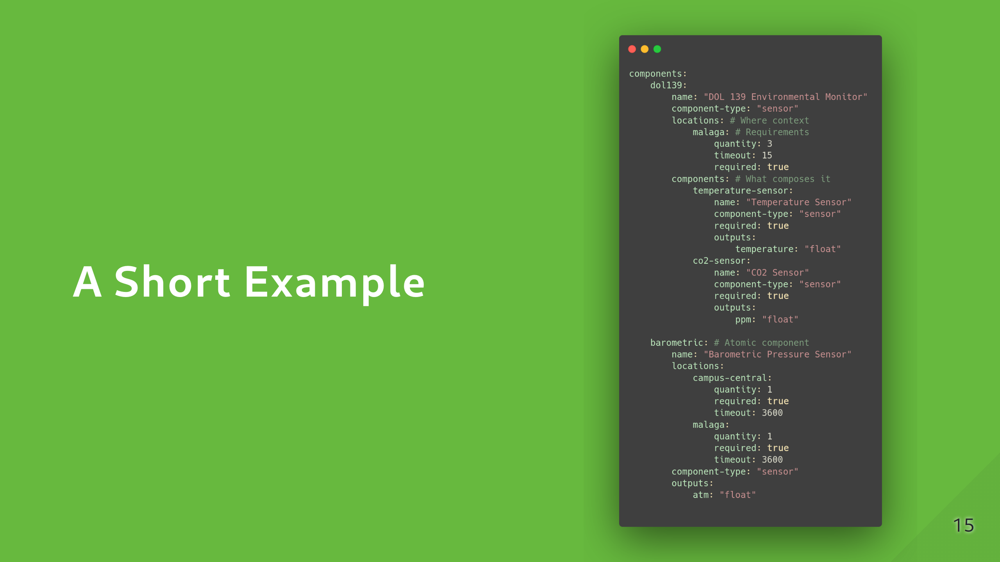 A Short Example
components:
    dol139:
        name: "DOL 139 Environmental Monitor"
        component-type: "sensor"
        locations: # Where context
            malaga: # Requirements
                quantity: 3
                timeout: 15
                required: true
        components: # What composes it
            temperature-sensor:
                name: "Temperature Sensor"
                component-type: "sensor"
                required: true
                outputs:
                    temperature: "float"
            co2-sensor:
                name: "CO2 Sensor"
                component-type: "sensor"
                required: true
                outputs:
                    ppm: "float"

    barometric: # Atomic component
        name: "Barometric Pressure Sensor"
        locations:
            campus-central:
                quantity: 1
                required: true
                timeout: 3600
            malaga:
                quantity: 1
                required: true
                timeout: 3600
        component-type: "sensor"
        outputs:
            atm: "float"
15